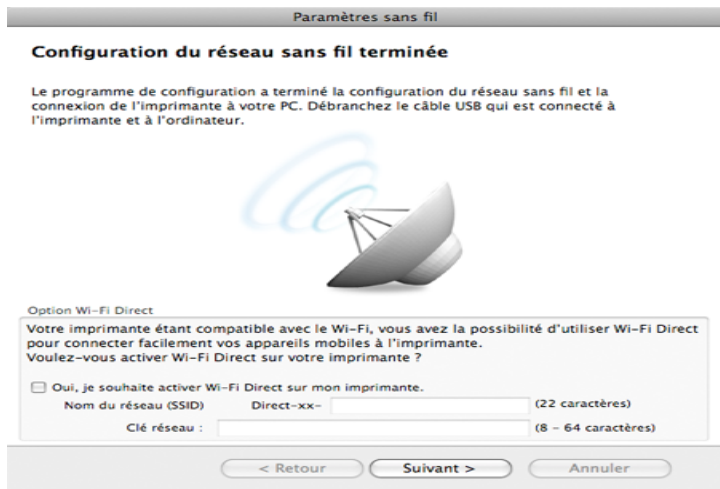 Paramètres sans fil
Configuration du réseau sans fil terminée
Le programme de configuration a terminé la configuration du réseau sans fil et la
connexion de l'imprimante à votre PC. Débranchez le câble USB qui est connecté à
l'imprimante et à l'ordinateur.
Option Wi-Fi Direct
Votre imprimante étant compatible avec le Wi-Fi, vous avez la possibilité d'utiliser Wi-Fi Direct
pour connecter facilement vos appareils mobiles à l'imprimante.
Voulez-vous activer Wi-Fi Direct sur votre imprimante ?
Oui, je souhaite activer Wi-Fi Direct sur mon imprimante.
Nom du réseau (SSID) Direct-xx- (22 caractères)
Clé réseau : (8 - 64 caractères)
< Retour Suivant > Annuler